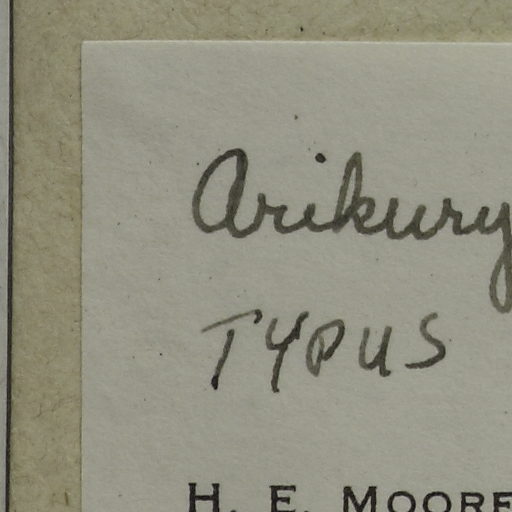 Arikury
TYPUS
H. E. MOORE